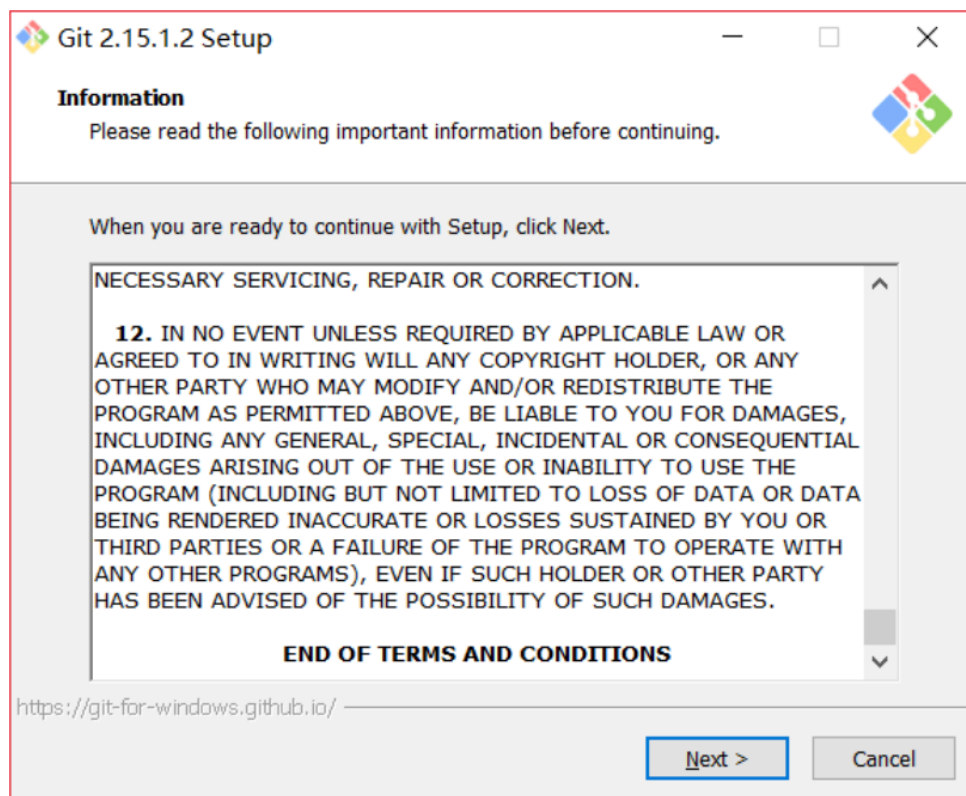 Git 2.15.1.2 Setup
Information
Please read the following important information before continuing.
When you are ready to continue with Setup, click Next.
NECESSARY SERVICING, REPAIR OR CORRECTION.
12. IN NO EVENT UNLESS REQUIRED BY APPLICABLE LAW OR
AGREED TO IN WRITING WILL ANY COPYRIGHT HOLDER, OR ANY
OTHER PARTY WHO MAY MODIFY AND/OR REDISTRIBUTE THE
PROGRAM AS PERMITTED ABOVE, BE LIABLE TO YOU FOR DAMAGES,
INCLUDING ANY GENERAL, SPECIAL, INCIDENTAL OR CONSEQUENTIAL
DAMAGES ARISING OUT OF THE USE OR INABILITY TO USE THE
PROGRAM (INCLUDING BUT NOT LIMITED TO LOSS OF DATA OR DATA
BEING RENDERED INACCURATE OR LOSSES SUSTAINED BY YOU OR
THIRD PARTIES OR A FAILURE OF THE PROGRAM TO OPERATE WITH
ANY OTHER PROGRAMS), EVEN IF SUCH HOLDER OR OTHER PARTY
HAS BEEN ADVISED OF THE POSSIBILITY OF SUCH DAMAGES.
END OF TERMS AND CONDITIONS
https://git-for-windows.github.io/
Next >
Cancel